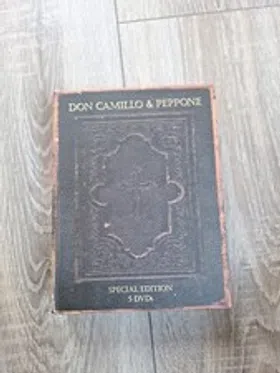 DON CAMILLO & PEPPONE
SPECIAL EDITION
5 DVDs